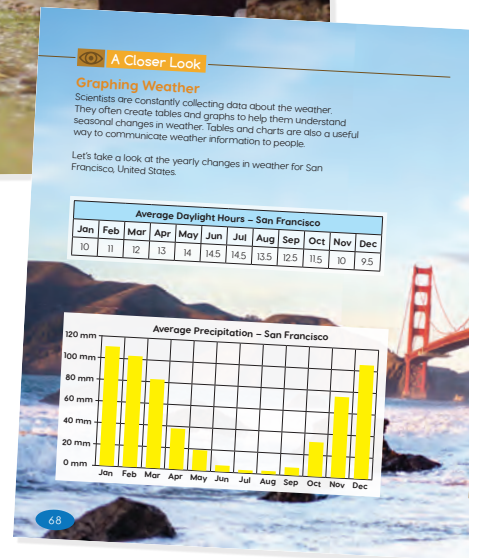 A Closer Look
Graphing Weather
Scientists are constantly collecting data about the weather.
They often create tables and graphs to help them understand
seasonal changes in weather. Tables and charts are also a useful
way to communicate weather information to people.
Let's take a look at the yearly changes in weather for San
Francisco, United States.
Average Daylight Hours – San Francisco
Jan Feb Mar Apr May Jun Jul Aug Sep Oct Nov Dec
10 11 12 13 14 14.5 14.5 13.5 12.5 11.5 10 9.5
Average Precipitation – San Francisco
120 mm
100 mm
80 mm
60 mm
40 mm
20 mm
0 mm
Jan Feb Mar Apr May Jun Jul Aug Sep Oct Nov Dec
68